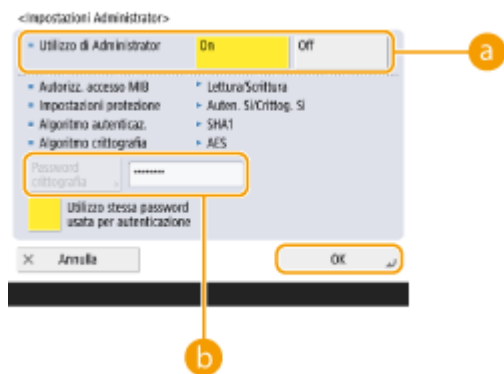 <Impostazioni Administrator>
Utilizzo di Administrator On Off
a
Autorizz. accesso MIB Lettura/Scrittura
Impostazioni protezione Auten. Sì/Crittog. Sì
Algoritmo autenticaz. SHA1
Algoritmo crittografia AES
Password
crittografia ********
Utilizzo stessa password
usata per autenticazione
× Annulla OK
b